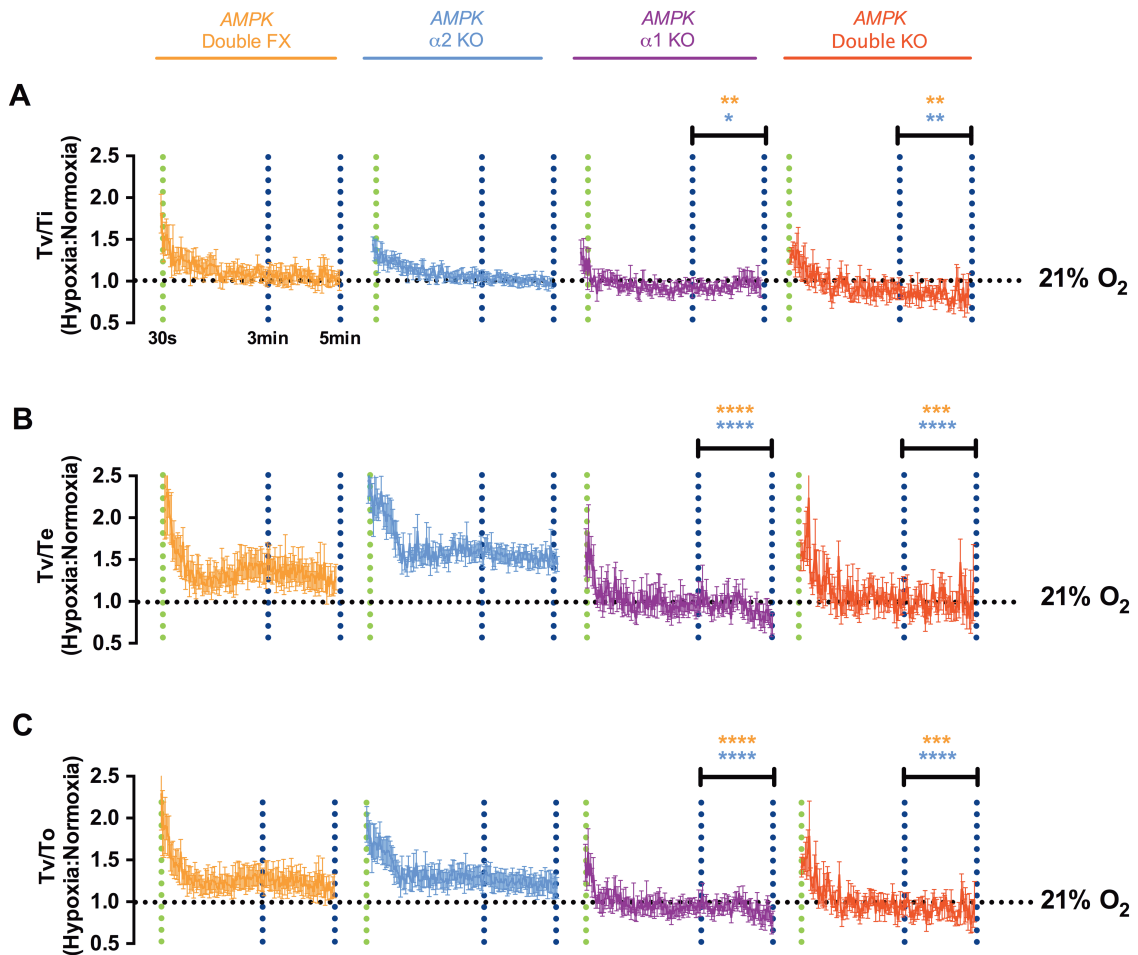 AMPK
Double FX
AMPK
α2 KO
AMPK
α1 KO
AMPK
Double KO
A
**
*
**
**
Tv/Ti
(Hypoxia:Normoxia)
2.5
2.0
1.5
1.0
0.5
30s
3min
5min
21% O₂
B
****
****
***
****
Tv/Te
(Hypoxia:Normoxia)
2.5
2.0
1.5
1.0
0.5
21% O₂
C
****
****
***
****
Tv/To
(Hypoxia:Normoxia)
2.5
2.0
1.5
1.0
0.5
21% O₂